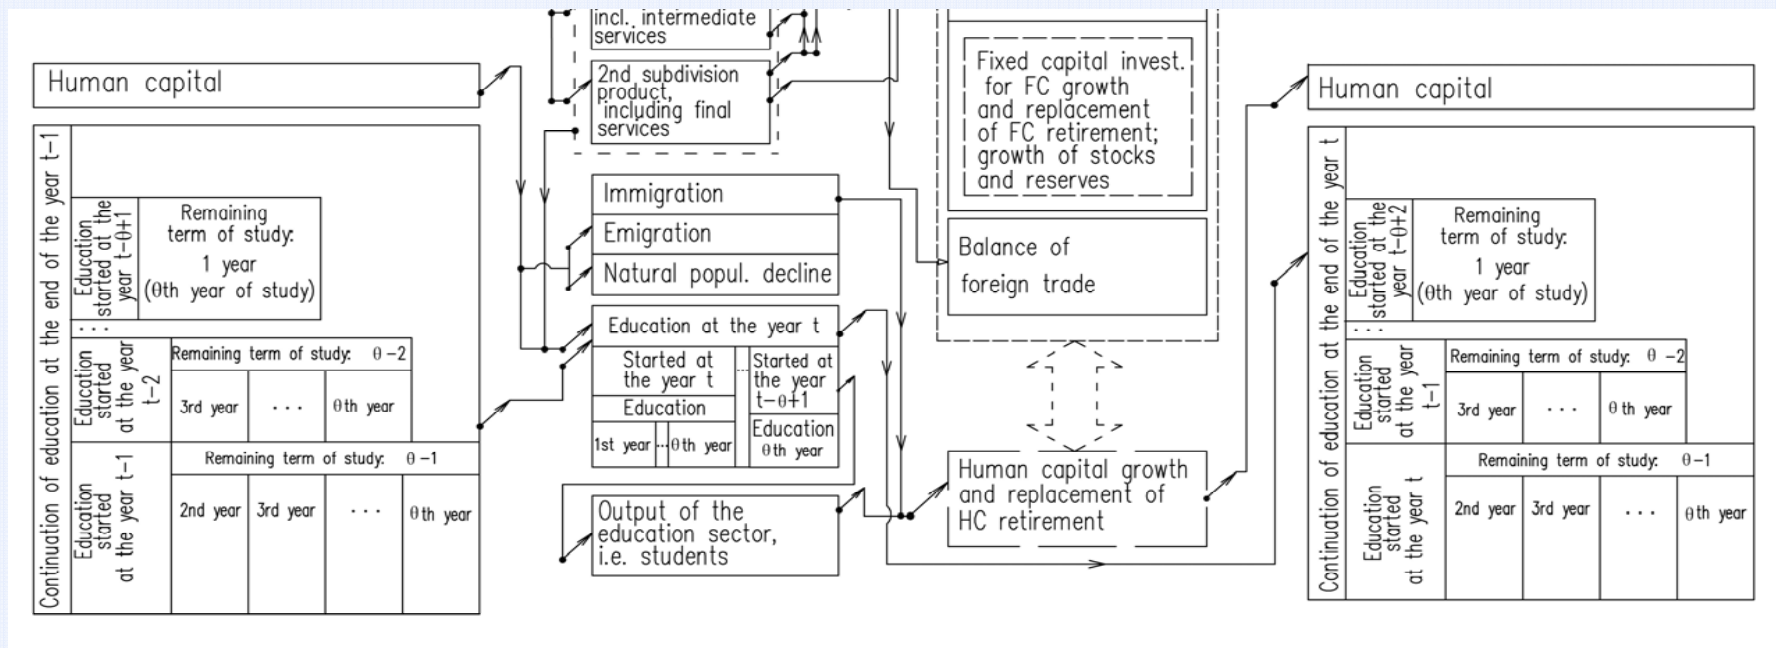 Human capital
Continuation of education at the end of the year t-1
Education
started at the
year t-θ+1
Remaining
term of study:
1 year
(θth year of study)
...
Education
started
at the year
t-2
Remaining term of study: θ-2
3rd year
...
θth year
Education
started
at the year t-1
Remaining term of study: θ-1
2nd year
3rd year
...
θth year
incl. intermediate
services
2nd subdivision
product,
including final
services
Immigration
Emigration
Natural popul. decline
Education at the year t
Started at
the year t
...
Started at
the year
t-θ+1
Education
1st year
...
θth year
Education
θth year
Output of the
education sector,
i.e. students
Fixed capital invest.
for FC growth
and replacement
of FC retirement;
growth of stocks
and reserves
Balance of
foreign trade
Human capital growth
and replacement of
HC retirement
Human capital
Continuation of education at the end of the year t
Education
started at the
year t-θ+2
Remaining
term of study:
1 year
(θth year of study)
...
Education
started
at the year
t-1
Remaining term of study: θ-2
3rd year
...
θth year
Education
started
at the year t
Remaining term of study: θ-1
2nd year
3rd year
...
θth year